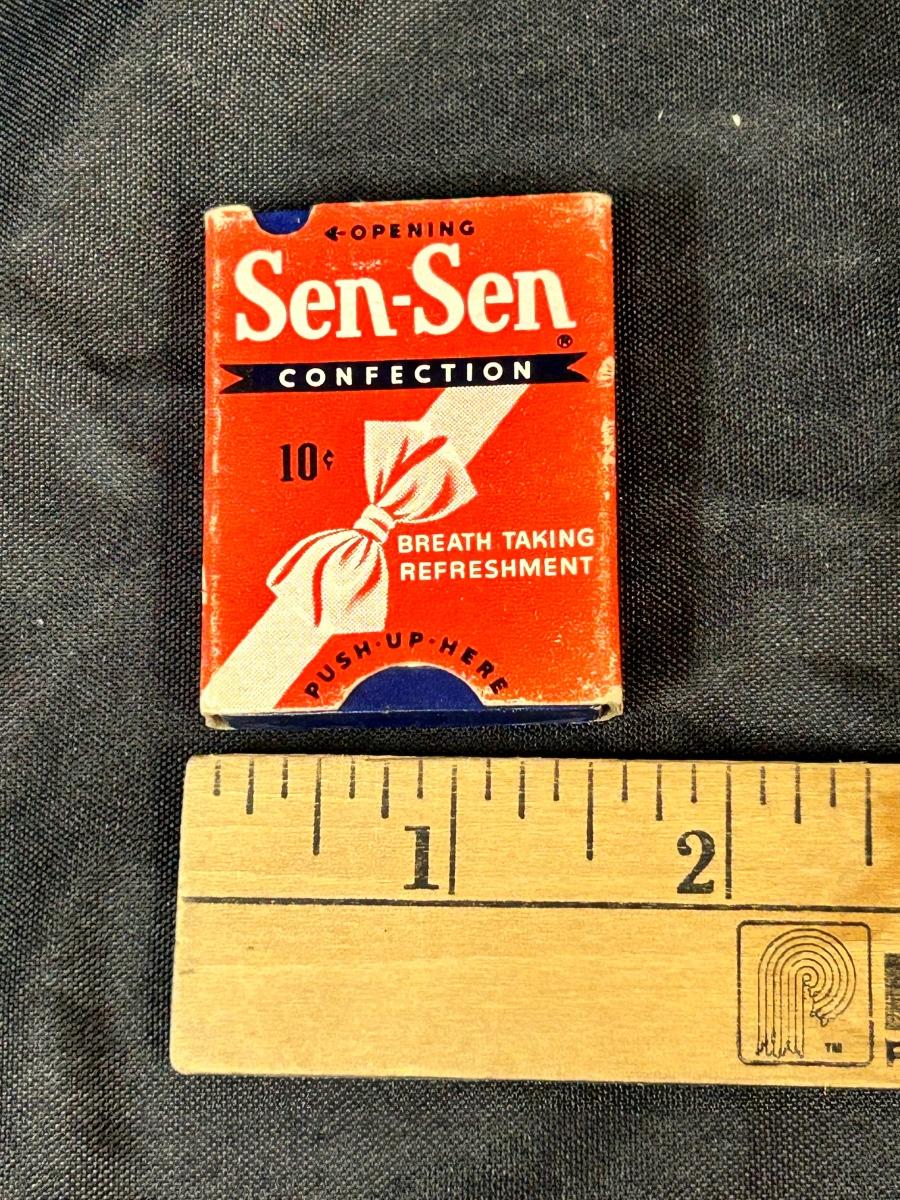 ←OPENING
Sen-Sen
®
CONFECTION
10¢
BREATH TAKING
REFRESHMENT
PUSH·UP·HERE
1
2
TM